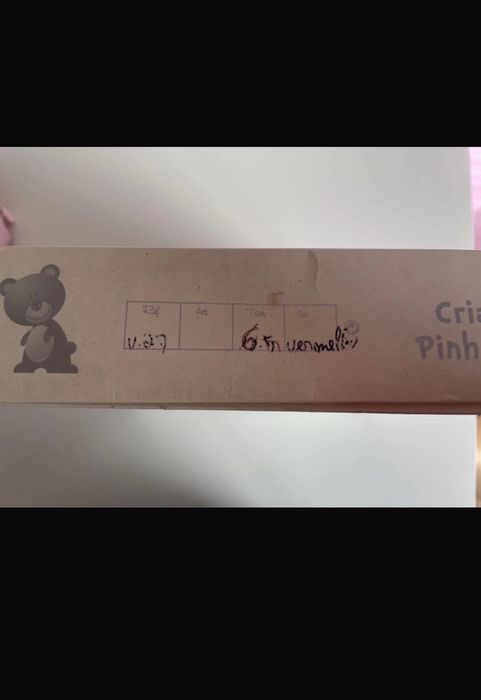 Ref Art Tam Cor
V.27 6.m vermelho
Cria
Pinh